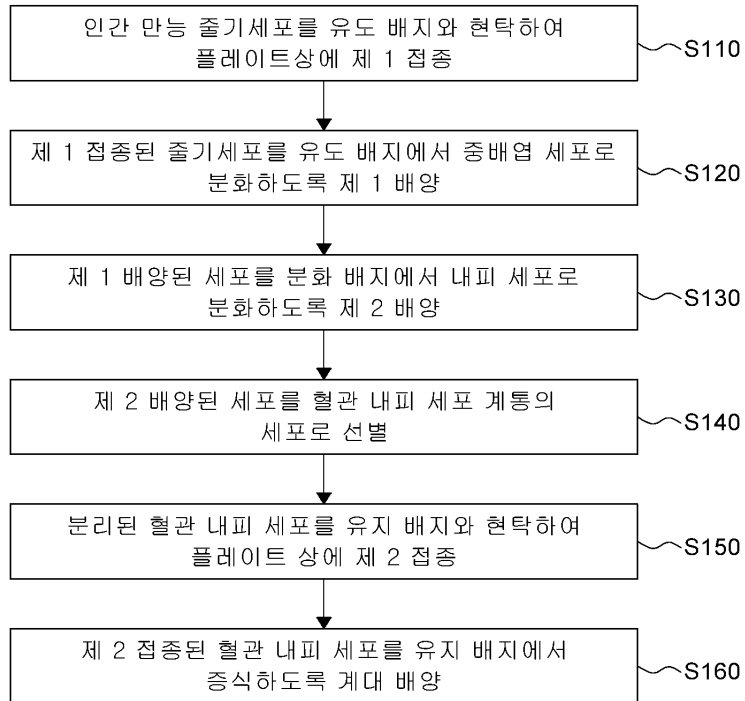 인간 만능 줄기세포를 유도 배지와 현탁하여
플레이트상에 제 1 접종
S110
제 1 접종된 줄기세포를 유도 배지에서 중배엽 세포로
분화하도록 제 1 배양
S120
제 1 배양된 세포를 분화 배지에서 내피 세포로
분화하도록 제 2 배양
S130
제 2 배양된 세포를 혈관 내피 세포 계통의
세포로 선별
S140
분리된 혈관 내피 세포를 유지 배지와 현탁하여
플레이트 상에 제 2 접종
S150
제 2 접종된 혈관 내피 세포를 유지 배지에서
증식하도록 계대 배양
S160